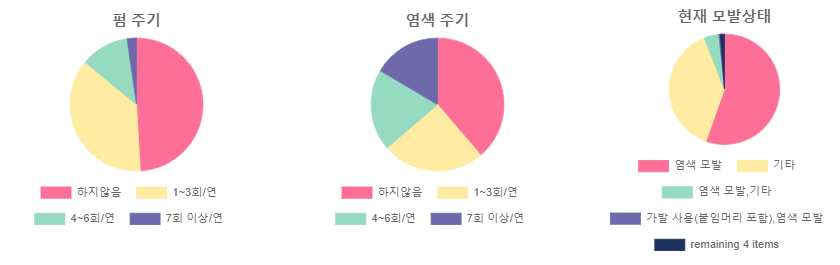 펌 주기
하지않음 1~3회/연
4~6회/연 7회 이상/연
염색 주기
하지않음 1~3회/연
4~6회/연 7회 이상/연
현재 모발상태
염색 모발 기타
염색 모발,기타
가발 사용(붙임머리 포함),염색 모발
remaining 4 items